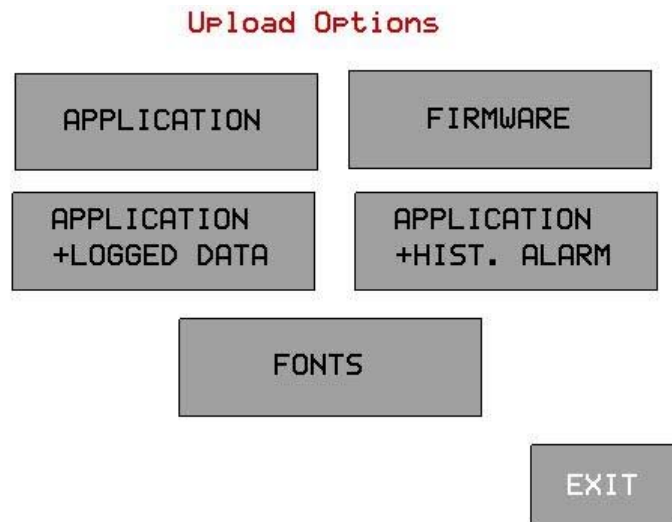 Upload Options
APPLICATION
FIRMWARE
APPLICATION
+LOGGED DATA
APPLICATION
+HIST. ALARM
FONTS
EXIT